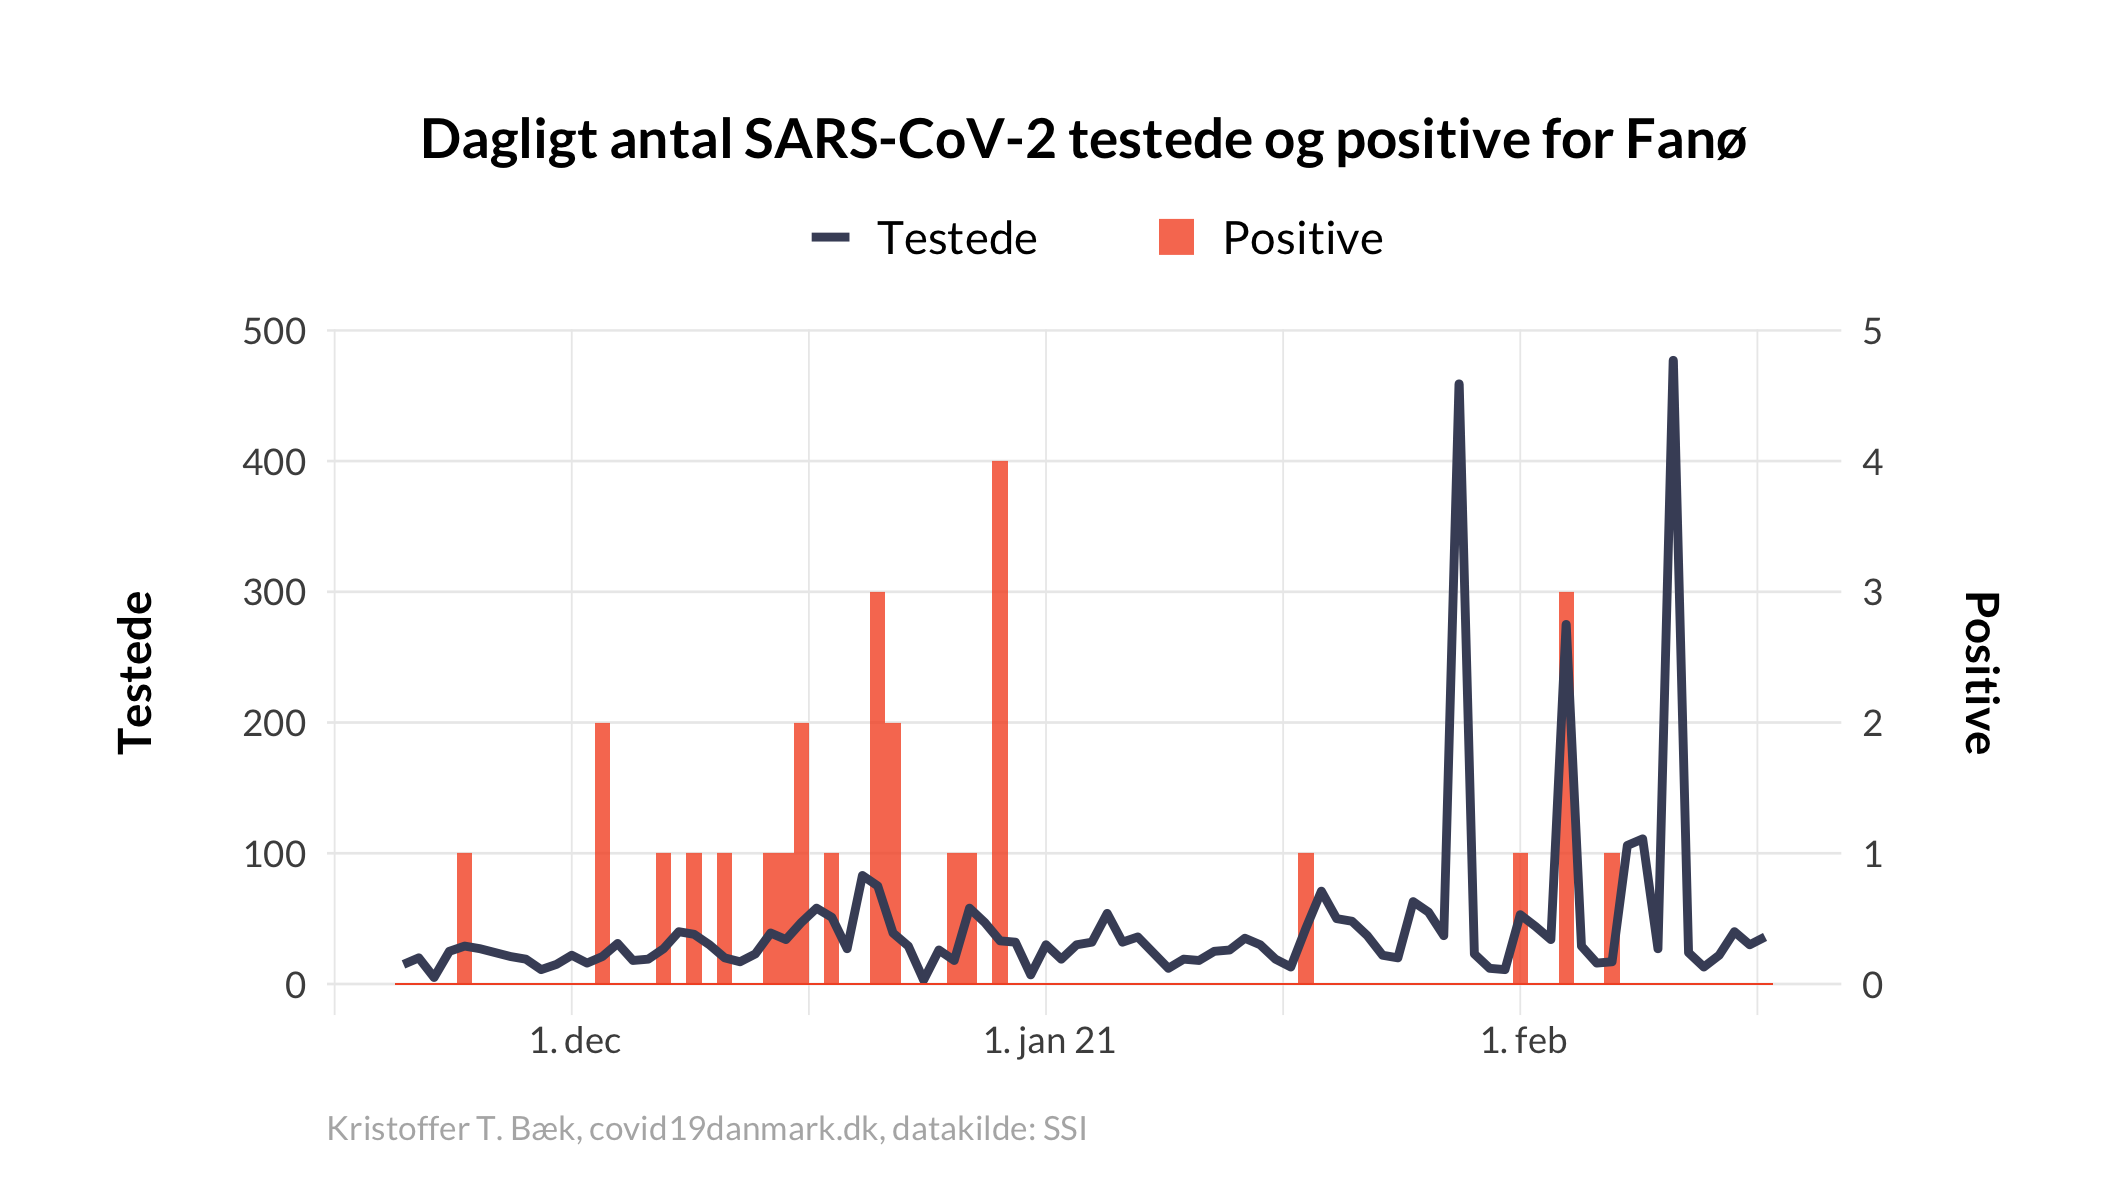 Dagligt antal SARS-CoV-2 testede og positive for Fanø
Testede Positive
500 5
400 4
300 3
200 2
100 1
0 0
Testede
Positive
1. dec 1. jan 21 1. feb
Kristoffer T. Bæk, covid19danmark.dk, datakilde: SSI